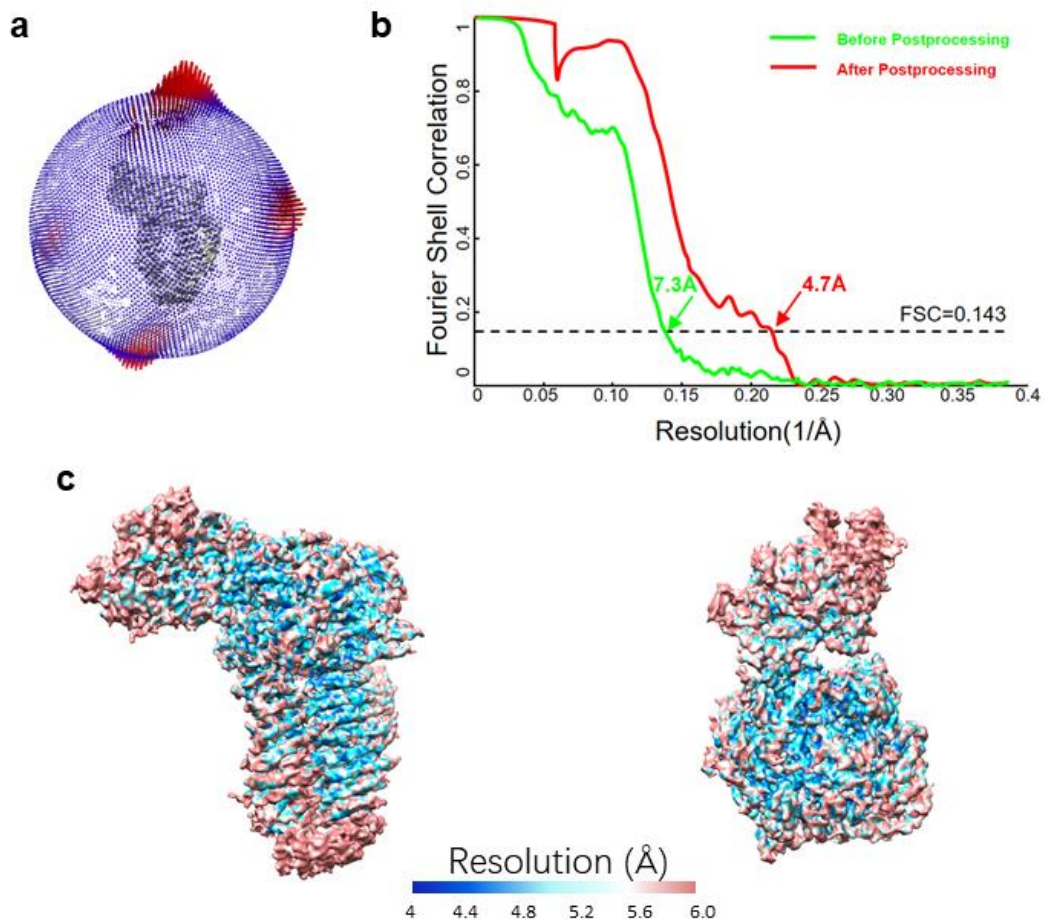 a
b
Before Postprocessing
After Postprocessing
Fourier Shell Correlation
1
0.8
0.6
0.4
0.2
0
7.3Å
4.7Å
FSC=0.143
0 0.05 0.10 0.15 0.20 0.25 0.30 0.35 0.4
Resolution(1/Å)
c
Resolution (Å)
4 4.4 4.8 5.2 5.6 6.0